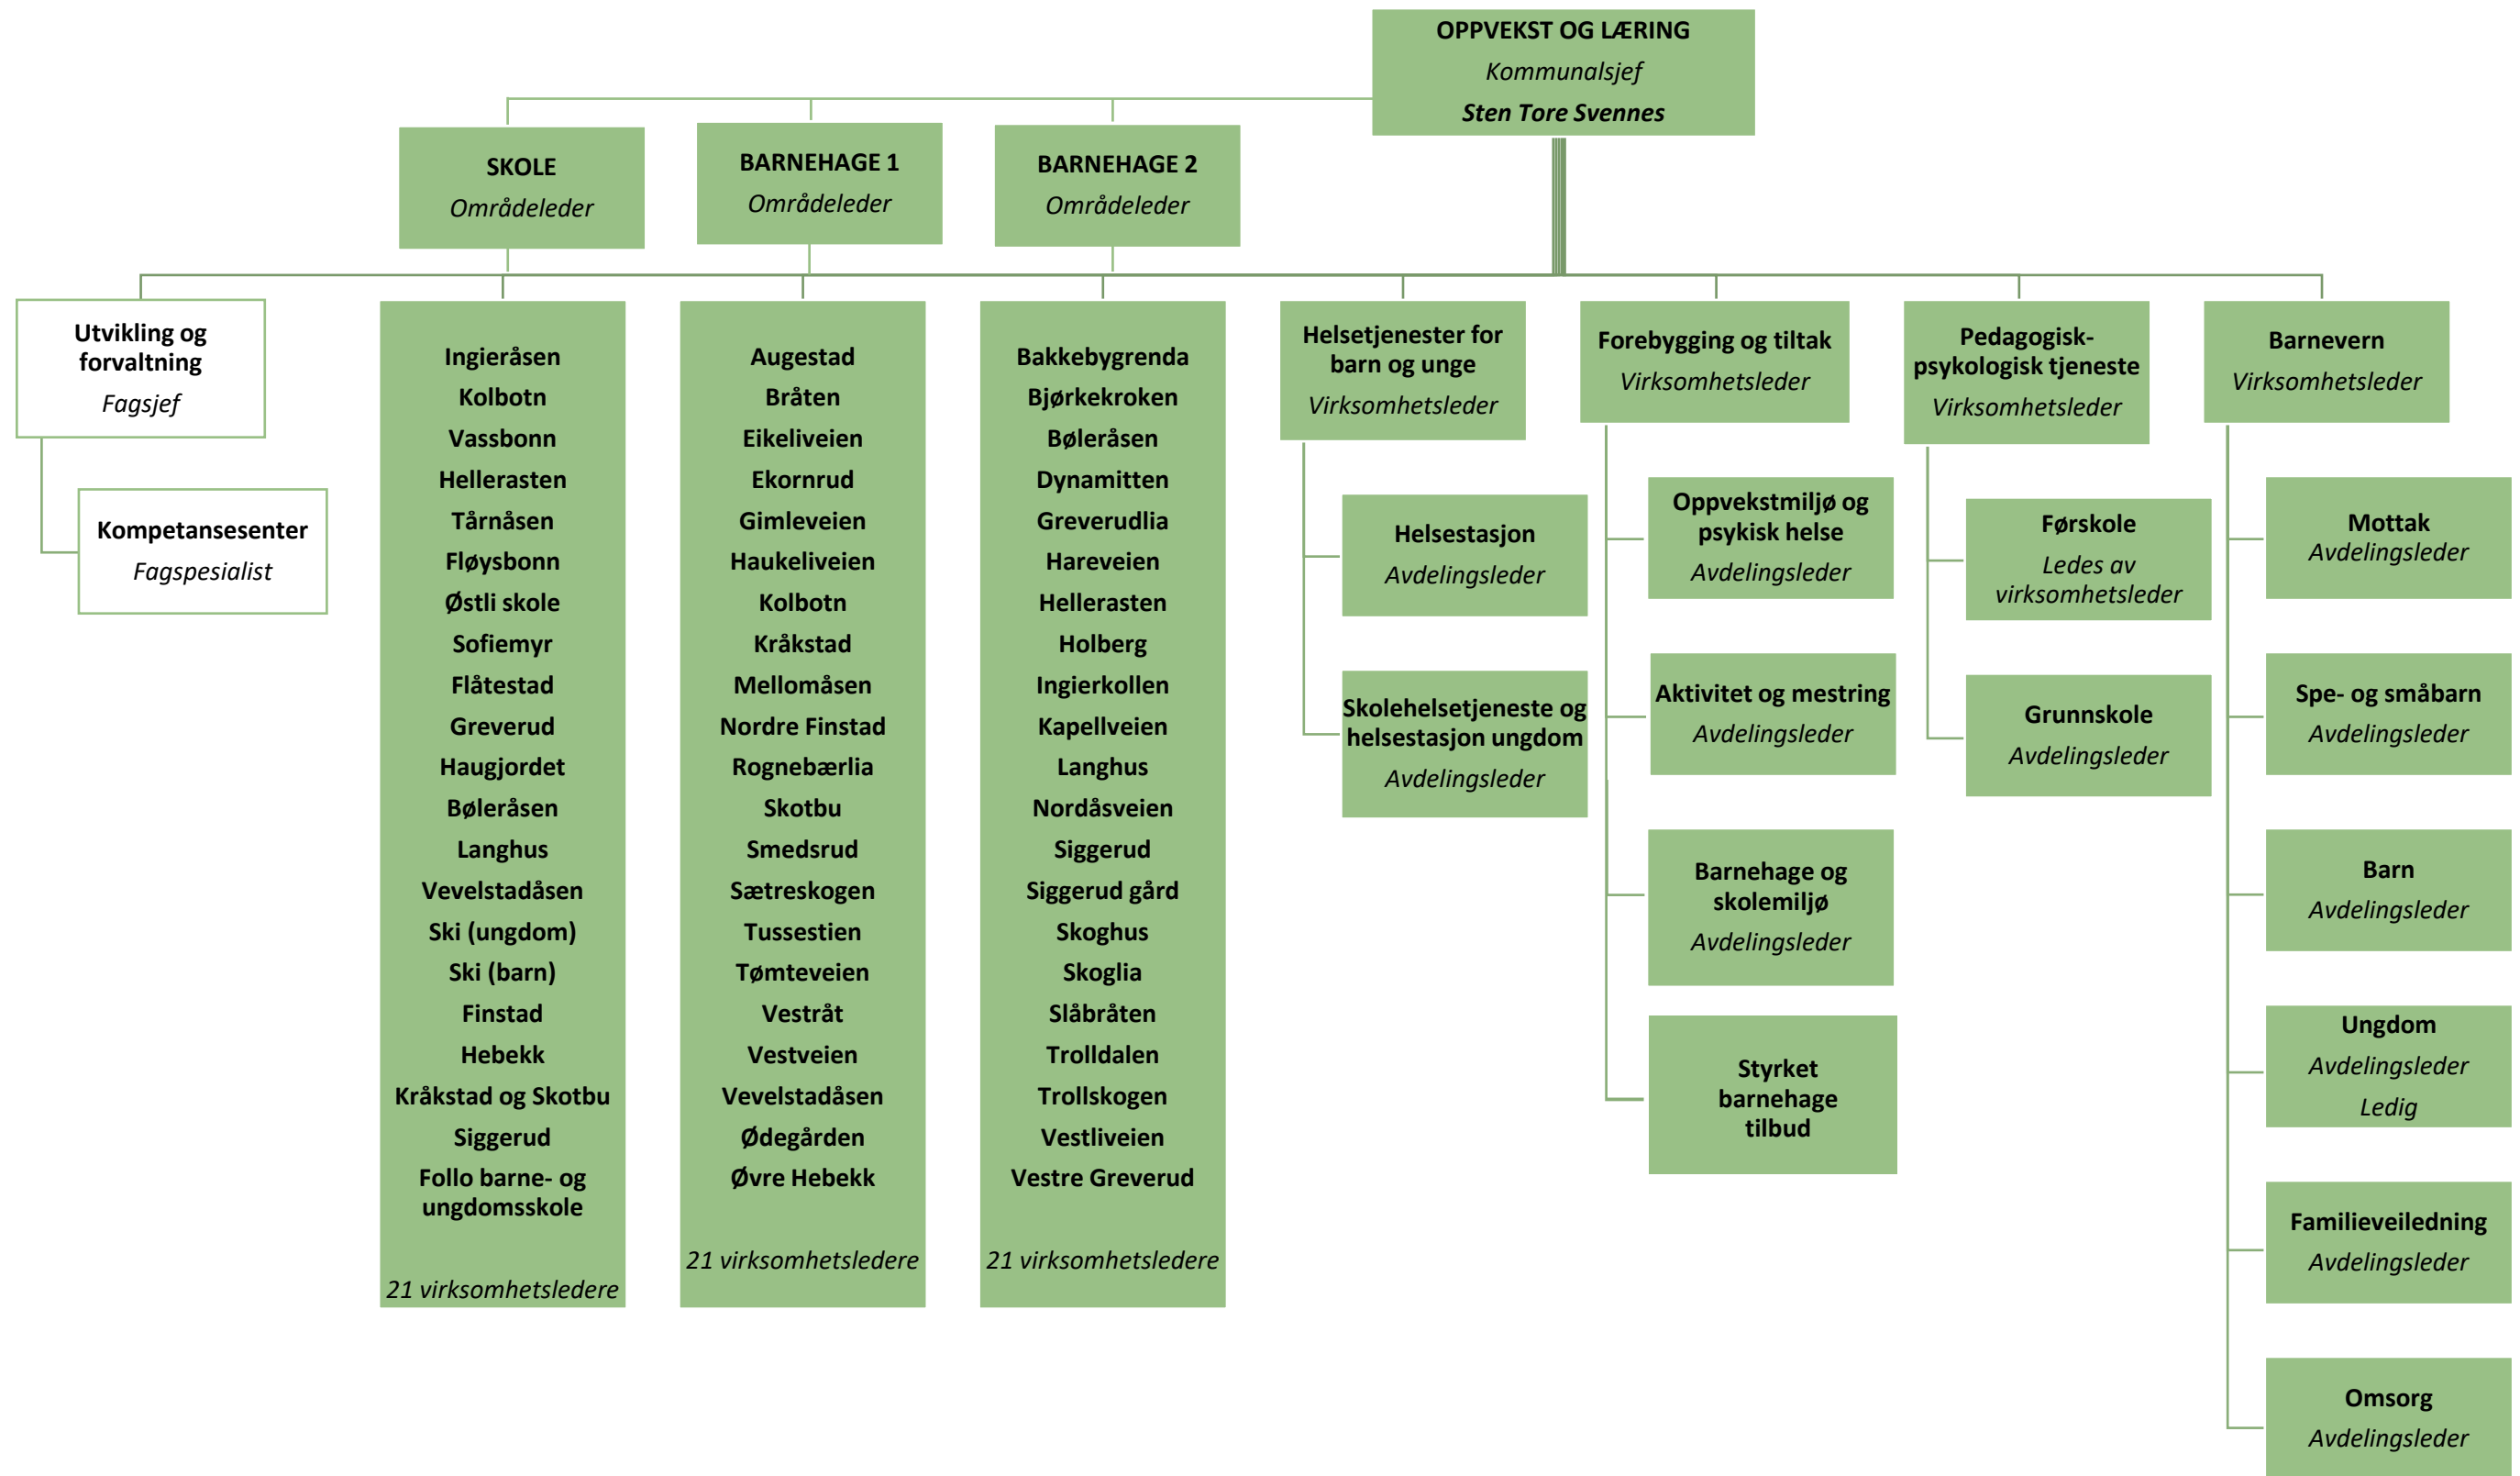 OPPVEKST OG LÆRING
Kommunalsjef
Sten Tore Svennes
SKOLE
Områdeleder
BARNEHAGE 1
Områdeleder
BARNEHAGE 2
Områdeleder
Utvikling og
forvaltning
Fagsjef
Kompetansesenter
Fagspesialist
Ingieråsen
Kolbotn
Vassbonn
Hellerasten
Tårnåsen
Fløysbonn
Østli skole
Sofiemyr
Flåtestad
Greverud
Haugjordet
Bøleråsen
Langhus
Vevelstadåsen
Ski (ungdom)
Ski (barn)
Finstad
Hebekk
Kråkstad og Skotbu
Siggerud
Follo barne- og
ungdomsskole
21 virksomhetsledere
Augestad
Bråten
Eikeliveien
Ekornrud
Gimleveien
Haukeliveien
Kolbotn
Kråkstad
Mellomåsen
Nordre Finstad
Rognebærlia
Skotbu
Smedsrud
Sætreskogen
Tussestien
Tømteveien
Vestråt
Vestveien
Vevelstadåsen
Ødegården
Øvre Hebekk
21 virksomhetsledere
Bakkebygrenda
Bjørkekroken
Bøleråsen
Dynamitten
Greverudlia
Hareveien
Hellerasten
Holberg
Ingierkollen
Kapellveien
Langhus
Nordåsveien
Siggerud
Siggerud gård
Skoghus
Skoglia
Slåbråten
Trolldalen
Trollskogen
Vestliveien
Vestre Greverud
21 virksomhetsledere
Helsetjenester for
barn og unge
Virksomhetsleder
Helsestasjon
Avdelingsleder
Skolehelsetjeneste og
helsestasjon ungdom
Avdelingsleder
Forebygging og tiltak
Virksomhetsleder
Oppvekstmiljø og
psykisk helse
Avdelingsleder
Aktivitet og mestring
Avdelingsleder
Barnehage og
skolemiljø
Avdelingsleder
Styrket
barnehage
tilbud
Pedagogisk-
psykologisk tjeneste
Virksomhetsleder
Førskole
Ledes av
virksomhetsleder
Grunnskole
Avdelingsleder
Barnevern
Virksomhetsleder
Mottak
Avdelingsleder
Spe- og småbarn
Avdelingsleder
Barn
Avdelingsleder
Ungdom
Avdelingsleder
Ledig
Familieveiledning
Avdelingsleder
Omsorg
Avdelingsleder